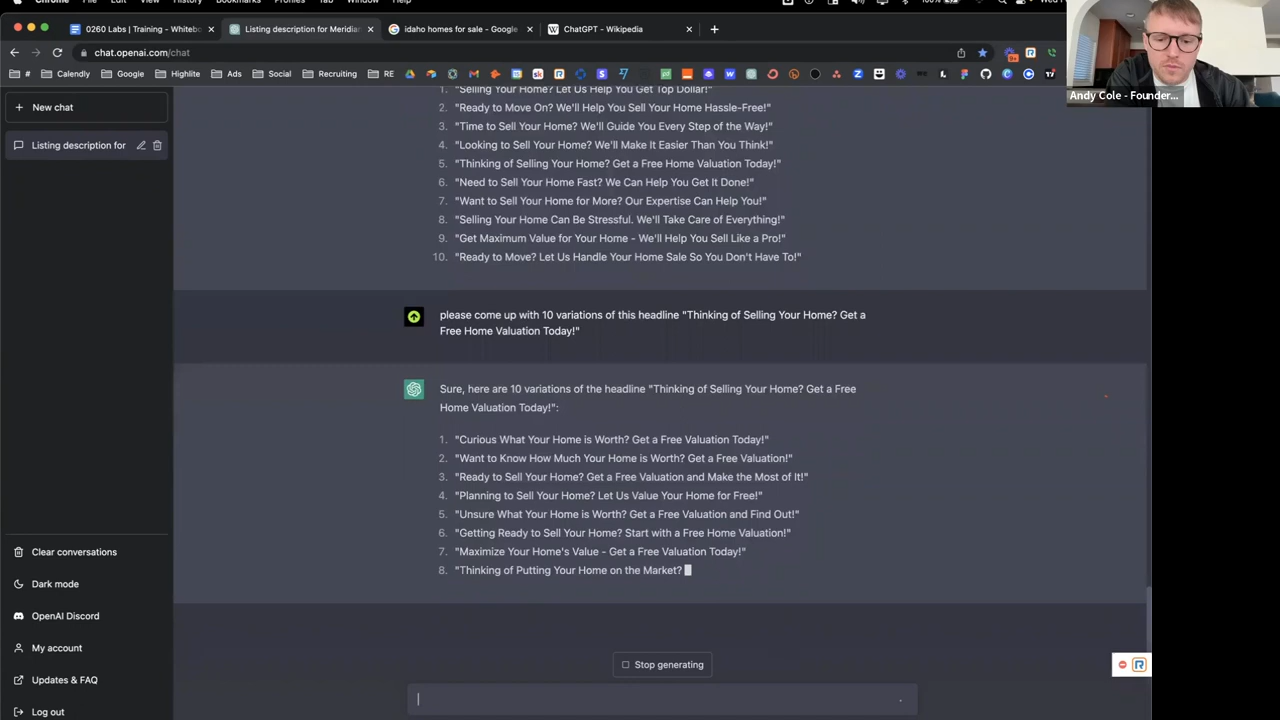 Chrome File Edit View History Bookmarks Profiles Tab Window Help
0260 Labs | Training - Whiteb
Listing description for Meridia
idaho homes for sale - Google
ChatGPT - Wikipedia
chat.openai.com/chat
# Calendly Google Highlite Ads Social Recruiting RE
Andy Cole - Founder...
New chat
Listing description for
1. "Selling Your Home? Let Us Help You Get Top Dollar!"
2. "Ready to Move On? We'll Help You Sell Your Home Hassle-Free!"
3. "Time to Sell Your Home? We'll Guide You Every Step of the Way!"
4. "Looking to Sell Your Home? We'll Make It Easier Than You Think!"
5. "Thinking of Selling Your Home? Get a Free Home Valuation Today!"
6. "Need to Sell Your Home Fast? We Can Help You Get It Done!"
7. "Want to Sell Your Home for More? Our Expertise Can Help You!"
8. "Selling Your Home Can Be Stressful. We'll Take Care of Everything!"
9. "Get Maximum Value for Your Home - We'll Help You Sell Like a Pro!"
10. "Ready to Move? Let Us Handle Your Home Sale So You Don't Have To!"
please come up with 10 variations of this headline "Thinking of Selling Your Home? Get a
Free Home Valuation Today!"
Sure, here are 10 variations of the headline "Thinking of Selling Your Home? Get a Free
Home Valuation Today!":
1. "Curious What Your Home is Worth? Get a Free Valuation Today!"
2. "Want to Know How Much Your Home is Worth? Get a Free Valuation!"
3. "Ready to Sell Your Home? Get a Free Valuation and Make the Most of It!"
4. "Planning to Sell Your Home? Let Us Value Your Home for Free!"
5. "Unsure What Your Home is Worth? Get a Free Valuation and Find Out!"
6. "Getting Ready to Sell Your Home? Start with a Free Home Valuation!"
7. "Maximize Your Home's Value - Get a Free Valuation Today!"
8. "Thinking of Putting Your Home on the Market?
Clear conversations
Dark mode
OpenAI Discord
My account
Updates & FAQ
Log out
Stop generating